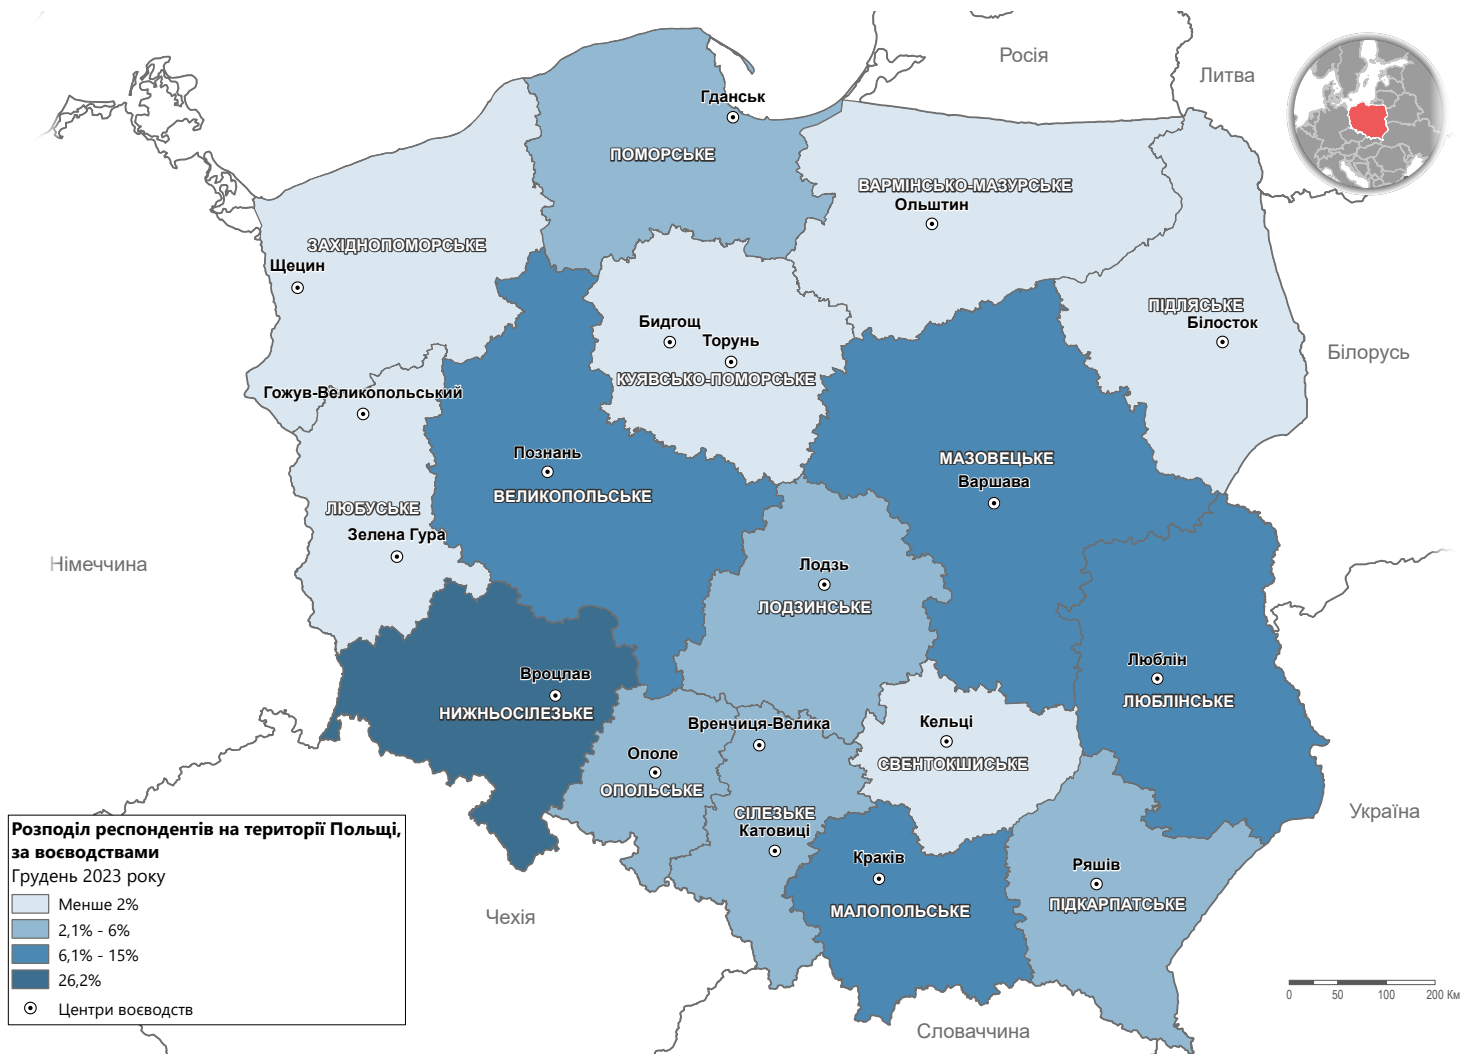 Росія
Литва
Гданськ
ПОМОРСЬКЕ
ВАРМІНСЬКО-МАЗУРСЬКЕ
Ольштин
ЗАХІДНОПОМОРСЬКЕ
Щецин
ПІДЛЯСЬКЕ
Білосток
Бидгощ
Торунь
КУЯВСЬКО-ПОМОРСЬКЕ
Білорусь
Гожув-Великопольський
Познань
ВЕЛИКОПОЛЬСЬКЕ
МАЗОВЕЦЬКЕ
Варшава
ЛЮБУСЬКЕ
Зелена Гура
Німеччина
Лодзь
ЛОДЗИНСЬКЕ
Люблін
ЛЮБЛІНСЬКЕ
Вроцлав
НИЖНЬОСІЛЕЗЬКЕ
Вренчиця-Велика
Кельці
СВЕНТОКШИСЬКЕ
Ополе
ОПОЛЬСЬКЕ
СІЛЕЗЬКЕ
Катовиці
Україна
Краків
МАЛОПОЛЬСЬКЕ
Ряшів
ПІДКАРПАТСЬКЕ
Чехія
Словаччина
Розподіл респондентів на території Польщі,
за воєводствами
Грудень 2023 року
Менше 2%
2,1% - 6%
6,1% - 15%
26,2%
Центри воєводств
0 50 100 200 Км